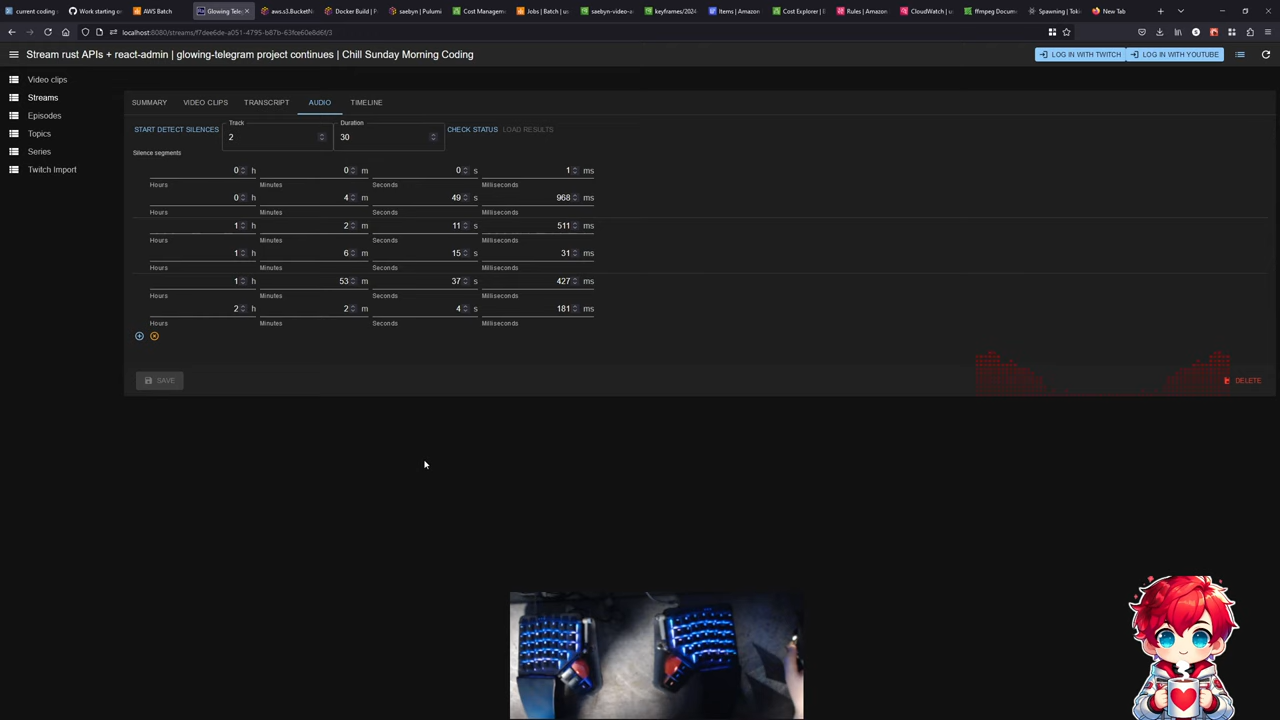 current coding
Work starting o
AWS Batch
Glowing Tele
aws.s3.BucketN
Docker Build | P
saebyn | Pulumi
Cost Managem
Jobs | Batch | us
saebyn-video-a
keyframes/2024
Items | Amazon
Cost Explorer | 
Rules | Amazon
CloudWatch | u
ffmpeg Docum
Spawning | Tok
New Tab
localhost:8080/streams/f7dee6de-a051-4795-b87b-63fce60e8d6f/3
Stream rust APIs + react-admin | glowing-telegram project continues | Chill Sunday Morning Coding
LOG IN WITH TWITCH
LOG IN WITH YOUTUBE
Video clips
Streams
Episodes
Topics
Series
Twitch Import
SUMMARY VIDEO CLIPS TRANSCRIPT AUDIO TIMELINE
START DETECT SILENCES
Track
2
Duration
30
CHECK STATUS
LOAD RESULTS
Silence segments
0 h 0 m 0 s 1 ms
Hours Minutes Seconds Milliseconds
0 h 4 m 49 s 968 ms
Hours Minutes Seconds Milliseconds
1 h 2 m 11 s 511 ms
Hours Minutes Seconds Milliseconds
1 h 6 m 15 s 31 ms
Hours Minutes Seconds Milliseconds
1 h 53 m 37 s 427 ms
Hours Minutes Seconds Milliseconds
2 h 2 m 4 s 181 ms
Hours Minutes Seconds Milliseconds
SAVE
DELETE